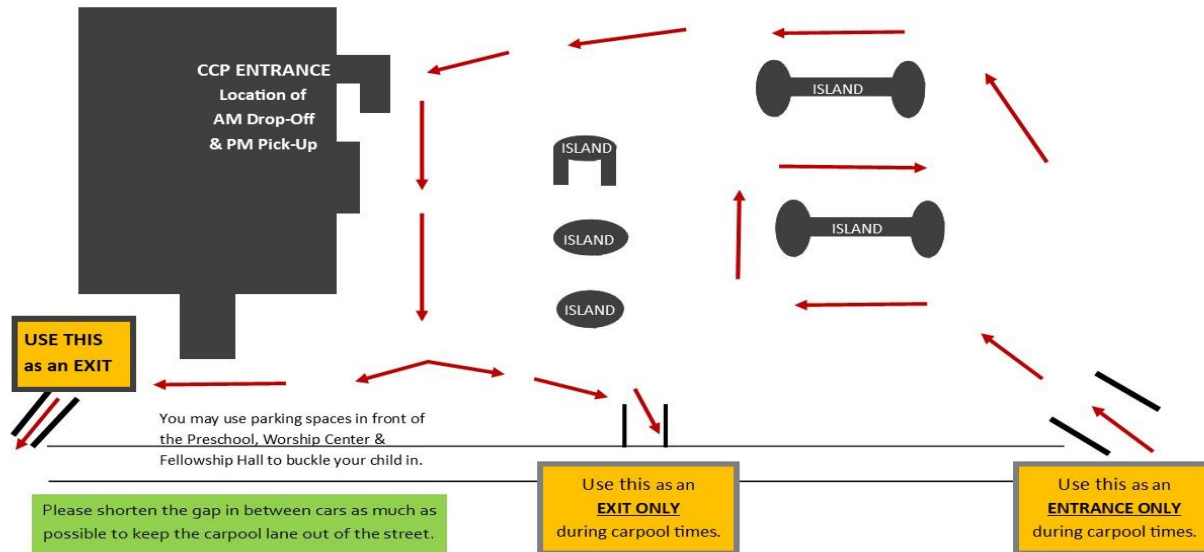 CCP ENTRANCE
Location of
AM Drop-Off
& PM Pick-Up
ISLAND
ISLAND
ISLAND
ISLAND
ISLAND
USE THIS
as an EXIT
You may use parking spaces in front of
the Preschool, Worship Center &
Fellowship Hall to buckle your child in.
Please shorten the gap in between cars as much as
possible to keep the carpool lane out of the street.
Use this as an
EXIT ONLY
during carpool times.
Use this as an
ENTRANCE ONLY
during carpool times.